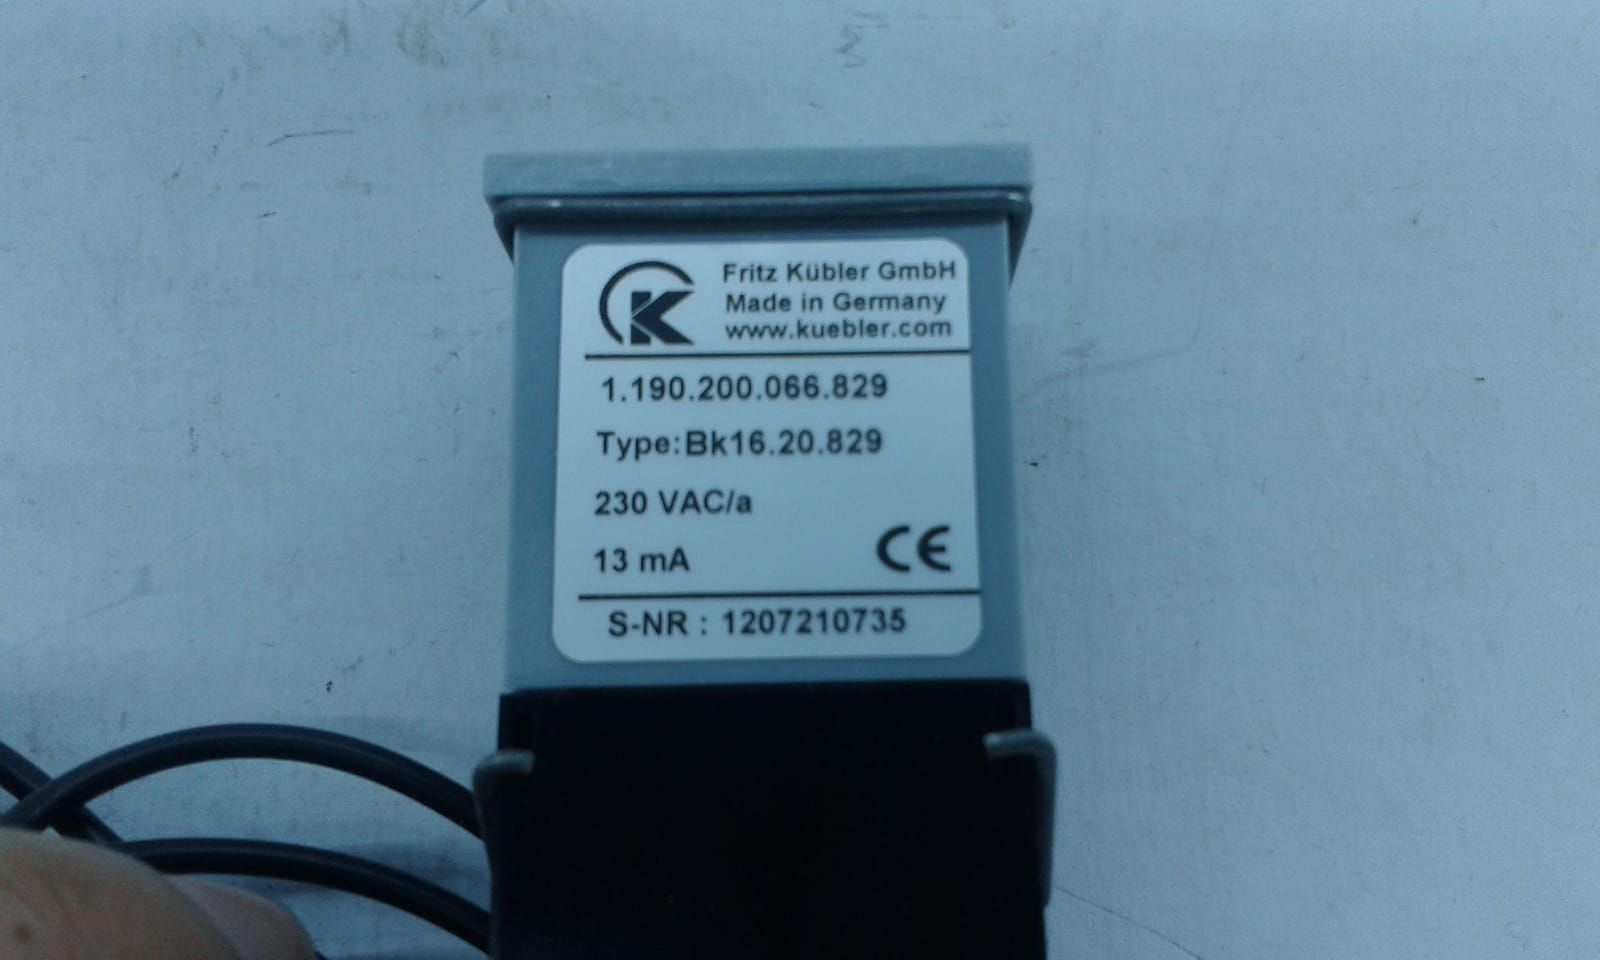 K
Fritz Kübler GmbH
Made in Germany
www.kuebler.com
1.190.200.066.829
Type:Bk16.20.829
230 VAC/a
13 mA
CE
S-NR : 1207210735